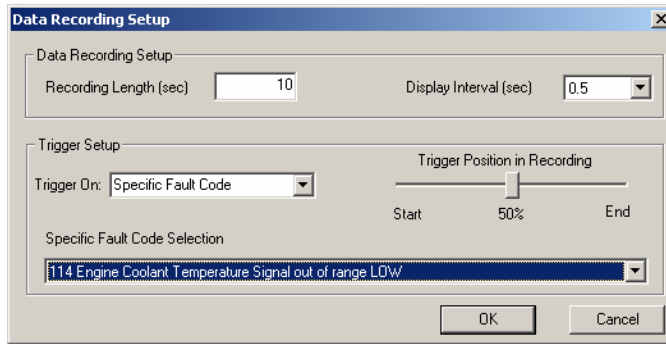 Data Recording Setup
Data Recording Setup
Recording Length (sec) 10 Display Interval (sec) 0.5
Trigger Setup
Trigger Position in Recording
Trigger On: Specific Fault Code
Start 50% End
Specific Fault Code Selection
114 Engine Coolant Temperature Signal out of range LOW
OK Cancel